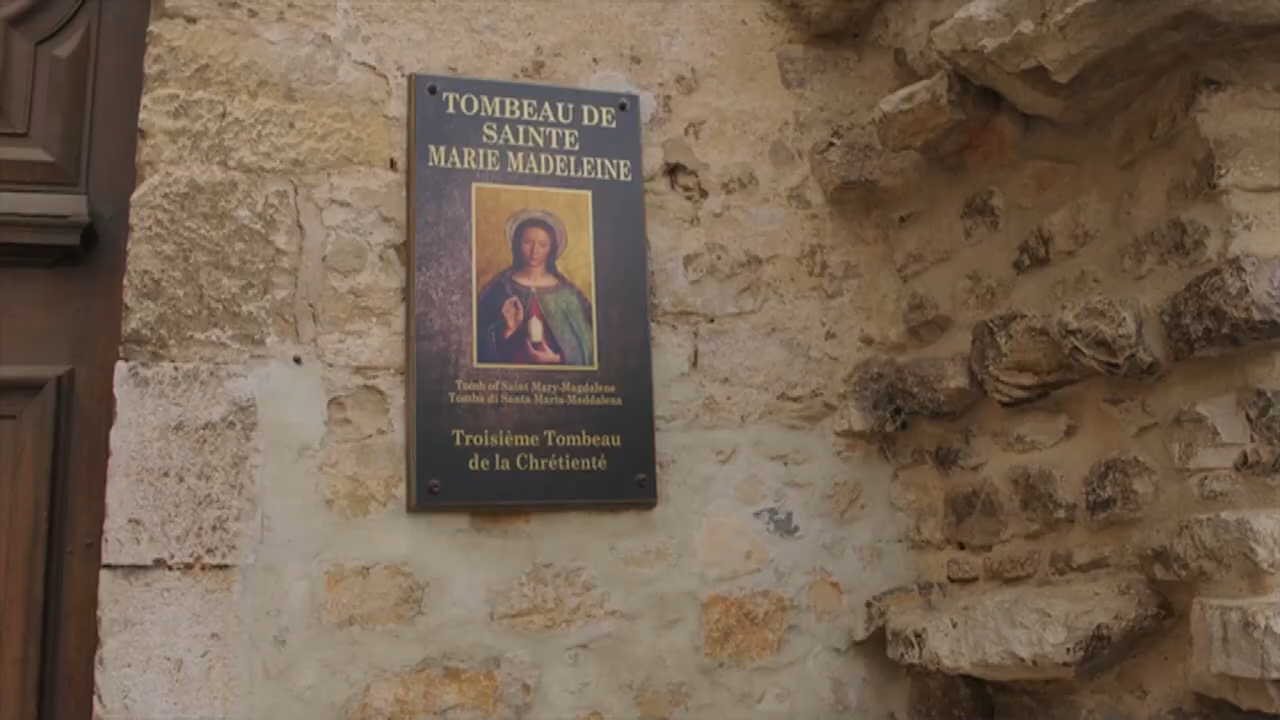 TOMBEAU DE
SAINTE
MARIE MADELEINE
Tomb of Saint Mary-Magdalene
Tomba di Santa Maria-Maddalena
Troisième Tombeau
de la Chrétienté